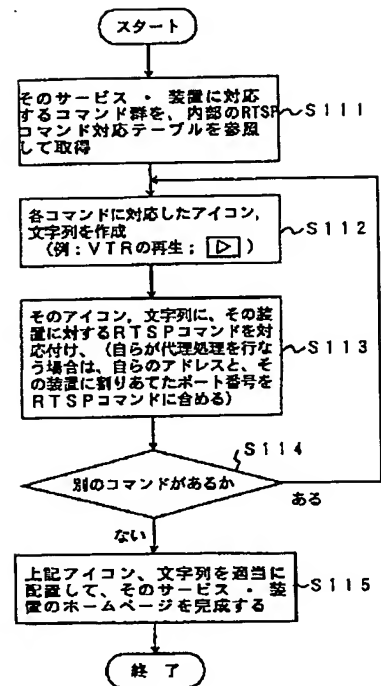 スタート
そのサービス・装置に対応
するコマンド群を、内部のRTSP
コマンド対応テーブルを参照
して取得
S111
各コマンドに対応したアイコン,
文字列を作成
(例：VTRの再生；▷)
S112
そのアイコン,文字列に、その装
置に対するRTSPコマンドを対
応付け、(自らが代理処理を行な
う場合は、自らのアドレスと、そ
の装置に割りあてたポート番号を
RTSPコマンドに含める)
S113
S114
別のコマンドがあるか
ある
ない
上記アイコン、文字列を適当に
配置して、そのサービス・装
置のホームページを完成する
S115
終了